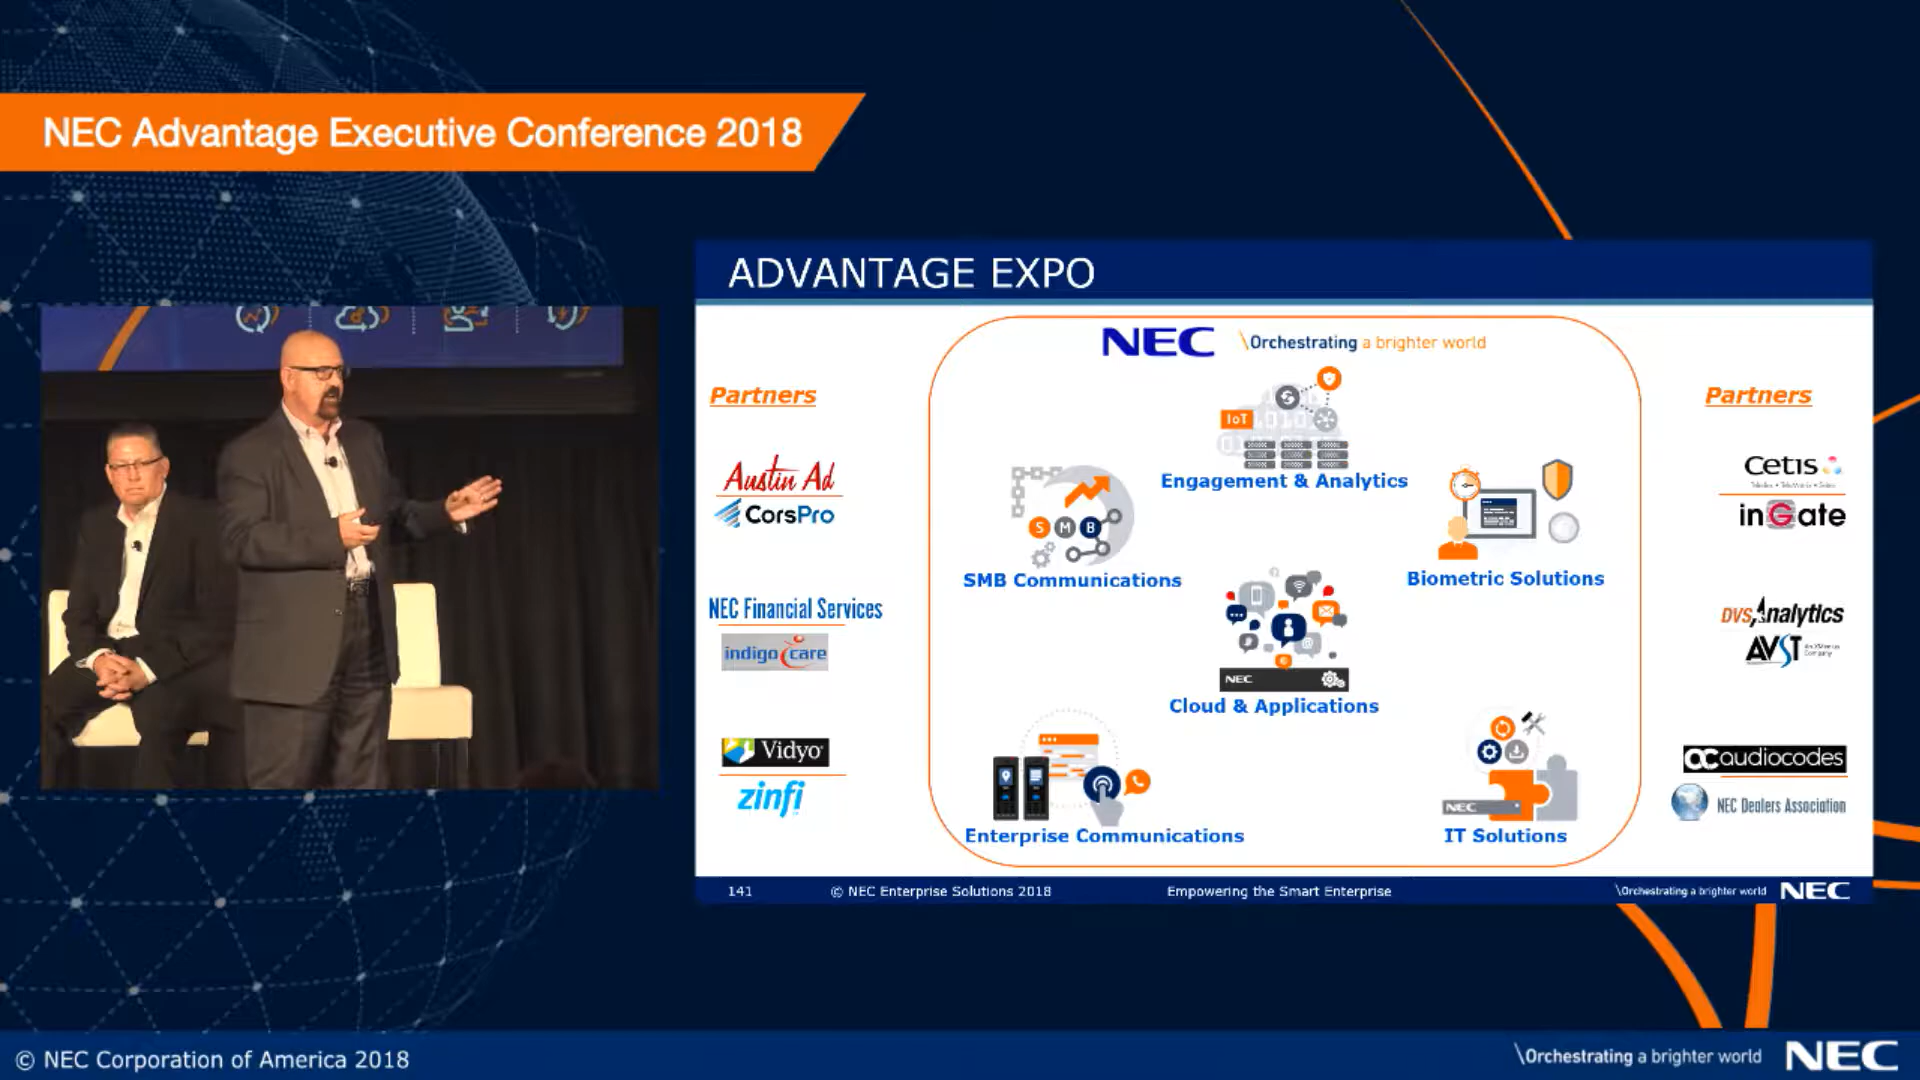 NEC Advantage Executive Conference 2018
ADVANTAGE EXPO
NEC \Orchestrating a brighter world
Partners
Austin Ad
CorsPro
NEC Financial Services
indigo care
Vidyo
zinfi
IoT
Engagement & Analytics
S M B
SMB Communications
Biometric Solutions
NEC
Cloud & Applications
Enterprise Communications
NEC
IT Solutions
Partners
Cetis
inGate
DVSAnalytics
AVST
Company
audiocodes
NEC Dealers Association
141 © NEC Enterprise Solutions 2018 Empowering the Smart Enterprise \Orchestrating a brighter world NEC
© NEC Corporation of America 2018 \Orchestrating a brighter world NEC